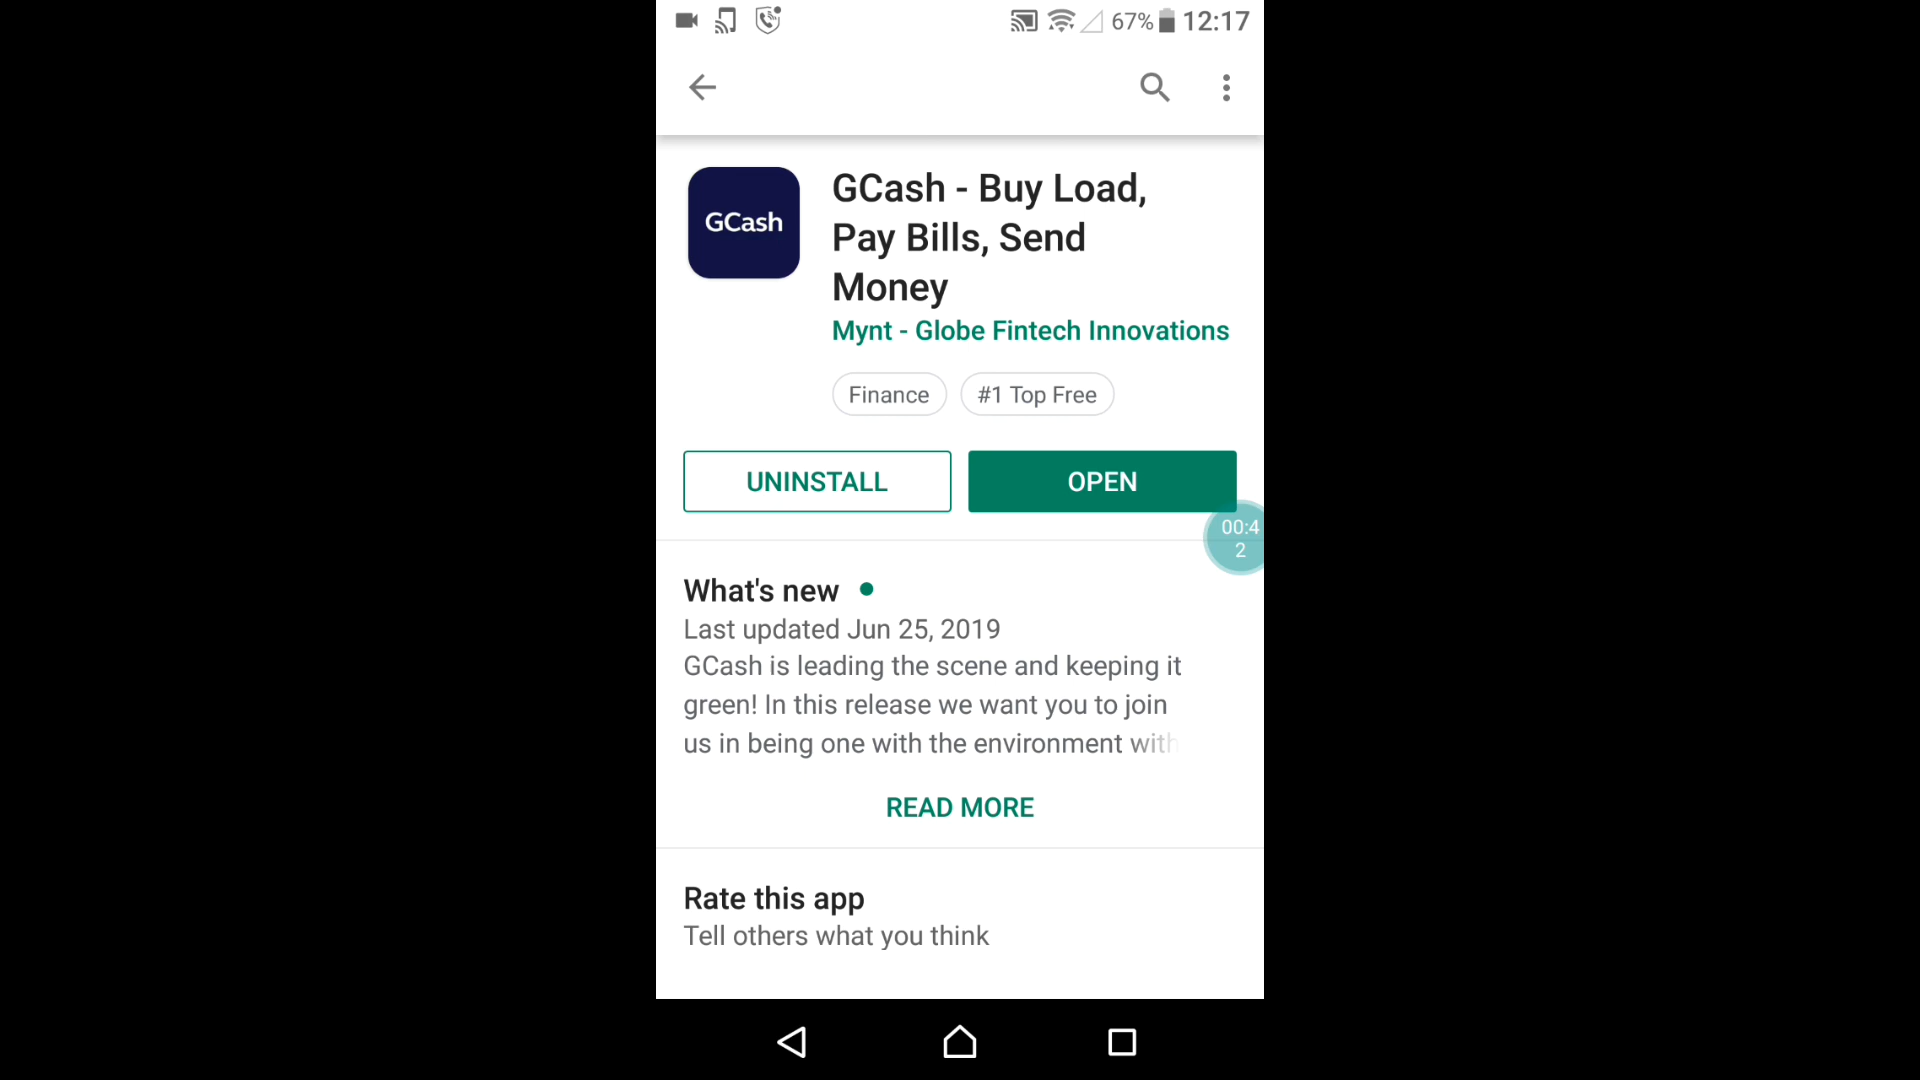 67% 12:17
GCash
GCash - Buy Load,
Pay Bills, Send
Money
Mynt - Globe Fintech Innovations
Finance #1 Top Free
UNINSTALL OPEN
00:4
2
What's new
Last updated Jun 25, 2019
GCash is leading the scene and keeping it
green! In this release we want you to join
us in being one with the environment with
READ MORE
Rate this app
Tell others what you think